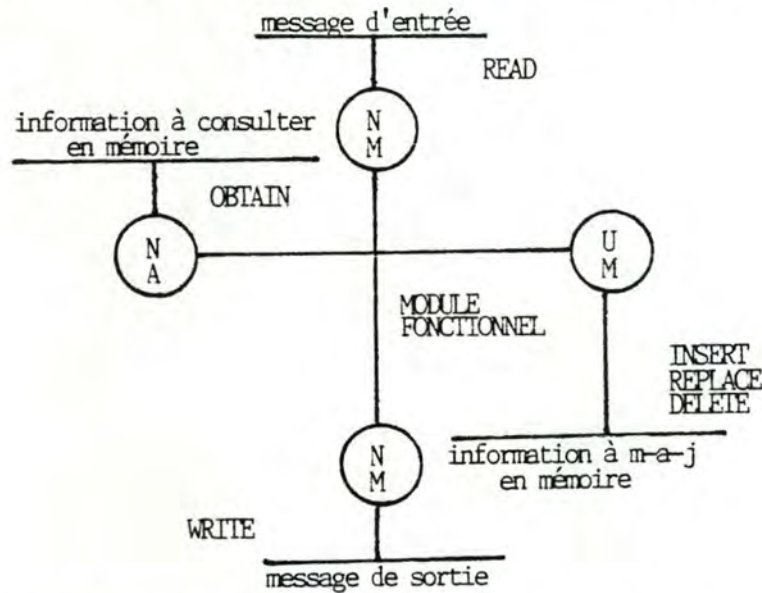 message d'entrée
READ
N
M
information à consulter
en mémoire
OBTAIN
N
A
U
M
MODULE
FONCTIONNEL
INSERT
REPLACE
DELETE
N
M
information à m-a-j
en mémoire
WRITE
message de sortie